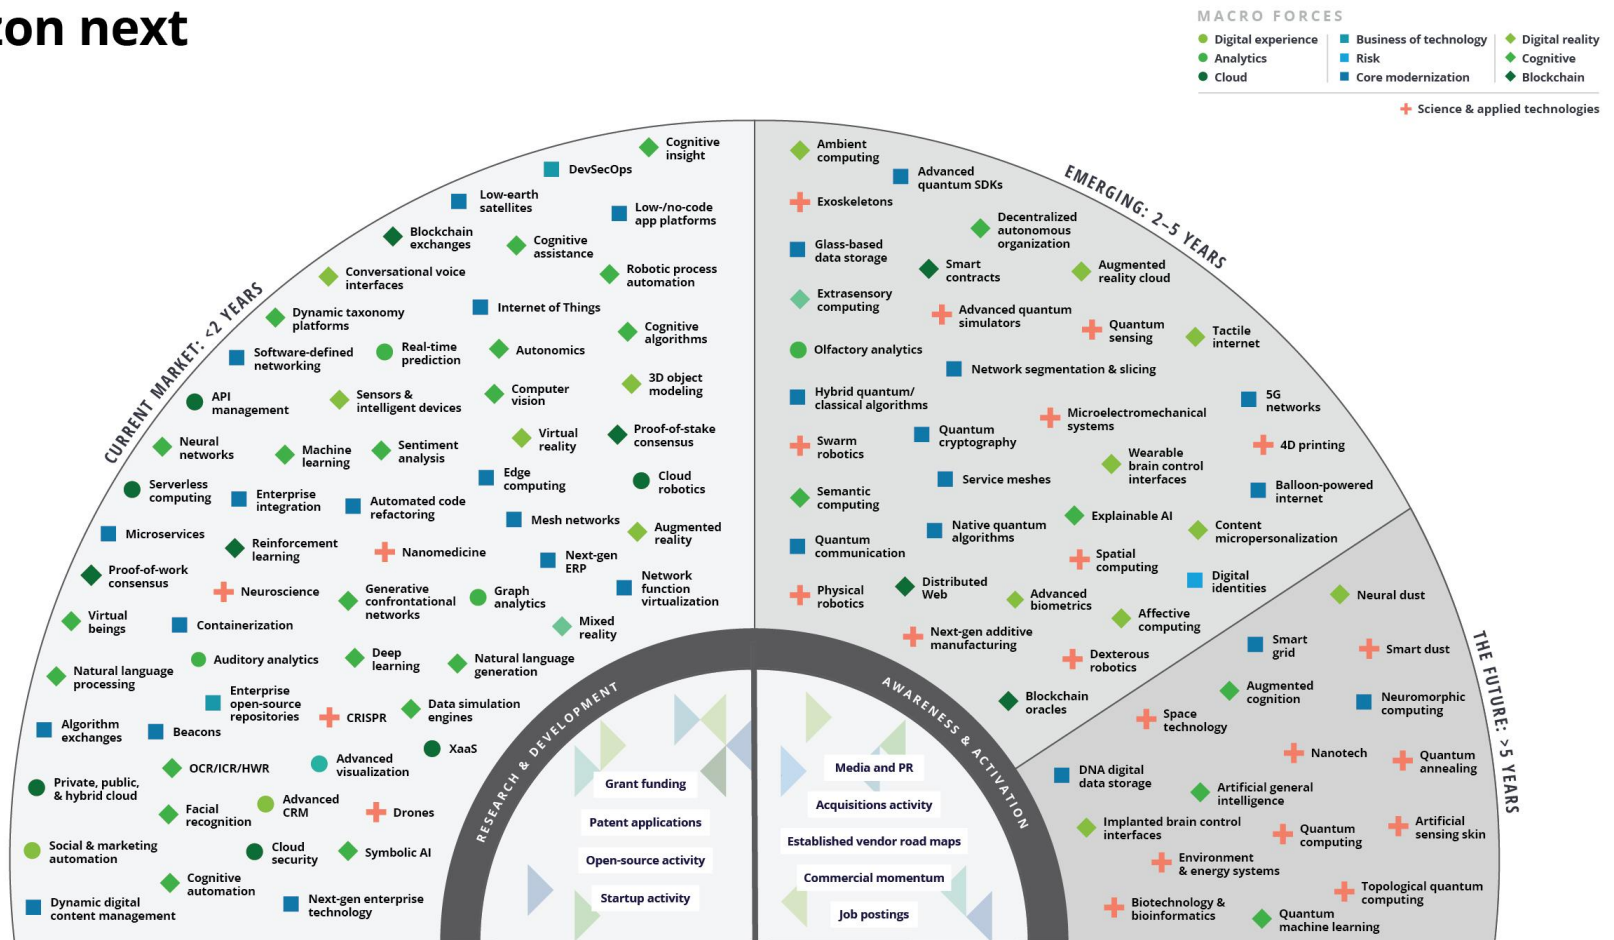 zon next
MACRO FORCES
Digital experience
Analytics
Cloud
Business of technology
Risk
Core modernization
Digital reality
Cognitive
Blockchain
Science & applied technologies
CURRENT MARKET: <2 YEARS
Cognitive
insight
DevSecOps
Low-earth
satellites
Low-/no-code
app platforms
Blockchain
exchanges
Cognitive
assistance
Conversational voice
interfaces
Robotic process
automation
Internet of Things
Dynamic taxonomy
platforms
Cognitive
algorithms
Software-defined
networking
Real-time
prediction
Autonomics
3D object
modeling
API
management
Sensors &
intelligent devices
Computer
vision
Neural
networks
Machine
learning
Sentiment
analysis
Virtual
reality
Proof-of-stake
consensus
Serverless
computing
Enterprise
integration
Automated code
refactoring
Edge
computing
Cloud
robotics
Microservices
Mesh networks
Augmented
reality
Reinforcement
learning
Nanomedicine
Next-gen
ERP
Proof-of-work
consensus
Neuroscience
Generative
confrontational
networks
Graph
analytics
Network
function
virtualization
Virtual
beings
Containerization
Mixed
reality
Natural language
processing
Auditory analytics
Deep
learning
Natural language
generation
Enterprise
open-source
repositories
CRISPR
Data simulation
engines
Algorithm
exchanges
Beacons
XaaS
OCR/ICR/HWR
Advanced
visualization
Private, public,
& hybrid cloud
Facial
recognition
Advanced
CRM
Drones
Social & marketing
automation
Cloud
security
Symbolic AI
Cognitive
automation
Dynamic digital
content management
Next-gen enterprise
technology
EMERGING: 2–5 YEARS
Ambient
computing
Advanced
quantum SDKs
Exoskeletons
Decentralized
autonomous
organization
Glass-based
data storage
Smart
contracts
Augmented
reality cloud
Extrasensory
computing
Advanced quantum
simulators
Quantum
sensing
Tactile
internet
Olfactory analytics
Network segmentation & slicing
Hybrid quantum/
classical algorithms
Microelectromechanical
systems
5G
networks
Swarm
robotics
Quantum
cryptography
4D printing
Wearable
brain control
interfaces
Service meshes
Balloon-powered
internet
Semantic
computing
Explainable AI
Native quantum
algorithms
Content
micropersonalization
Quantum
communication
Spatial
computing
Digital
identities
Physical
robotics
Distributed
Web
Advanced
biometrics
Affective
computing
Next-gen additive
manufacturing
Dexterous
robotics
Blockchain
oracles
THE FUTURE: >5 YEARS
Neural dust
Smart
grid
Smart dust
Augmented
cognition
Neuromorphic
computing
Space
technology
Nanotech
Quantum
annealing
DNA digital
data storage
Artificial general
intelligence
Implanted brain control
interfaces
Quantum
computing
Artificial
sensing skin
Environment
& energy systems
Topological quantum
computing
Biotechnology &
bioinformatics
Quantum
machine learning
RESEARCH & DEVELOPMENT
Grant funding
Patent applications
Open-source activity
Startup activity
AWARENESS & ACTIVATION
Media and PR
Acquisitions activity
Established vendor road maps
Commercial momentum
Job postings